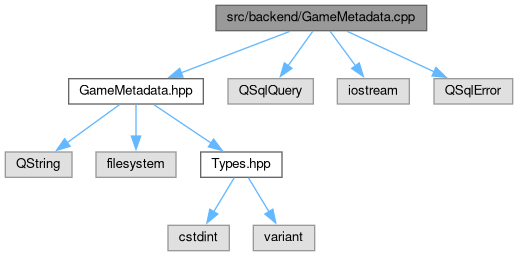 src/backend/GameMetadata.cpp
GameMetadata.hpp
QSqlQuery
iostream
QSqlError
QString
filesystem
Types.hpp
cstdint
variant